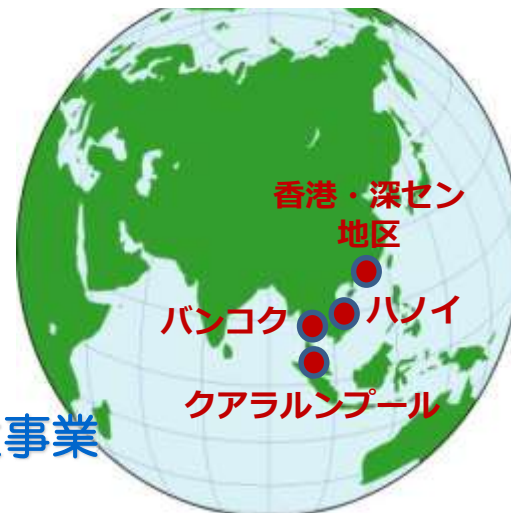 香港・深セン
地区
バンコク
ハノイ
クアラルンプール
事業